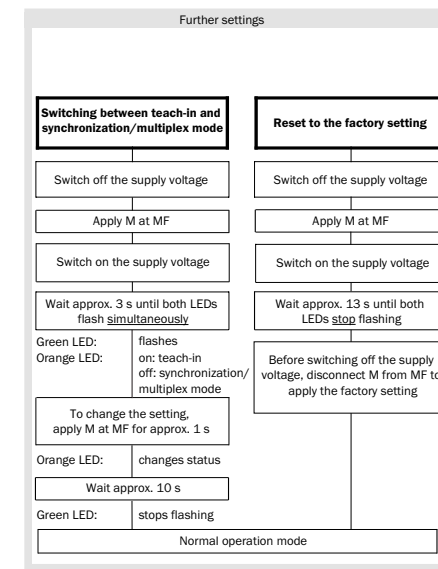 Further settings
Switching between teach-in and
synchronization/multiplex mode
Switch off the supply voltage
Apply M at MF
Switch on the supply voltage
Wait approx. 3 s until both LEDs
flash simultaneously
Green LED: flashes
Orange LED: on: teach-in
off: synchronization/
multiplex mode
To change the setting,
apply M at MF for approx. 1 s
Orange LED: changes status
Wait approx. 10 s
Green LED: stops flashing
Reset to the factory setting
Switch off the supply voltage
Apply M at MF
Switch on the supply voltage
Wait approx. 13 s until both
LEDs stop flashing
Before switching off the supply
voltage, disconnect M from MF to
apply the factory setting
Normal operation mode